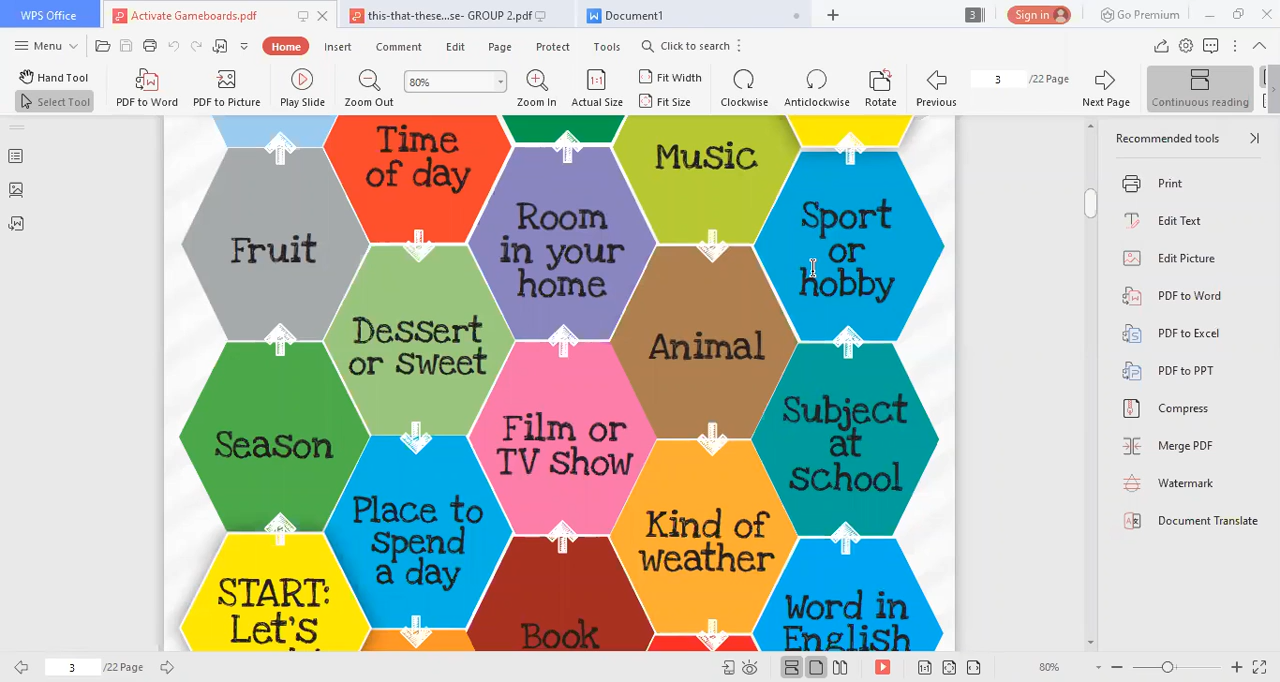 WPS Office
Activate Gameboards.pdf
this-that-these...se- GROUP 2.pdf
Document1
3
Sign in
Go Premium
Menu
Home
Insert
Comment
Edit
Page
Protect
Tools
Click to search
Hand Tool
Select Tool
PDF to Word
PDF to Picture
Play Slide
Zoom Out
80%
Zoom In
Actual Size
Fit Width
Fit Size
Clockwise
Anticlockwise
Rotate
Previous
3
/22 Page
Next Page
Continuous reading
Time
of day
Music
Fruit
Room
in your
home
Sport
or
hobby
Dessert
or sweet
Animal
Season
Film or
TV show
Subject
at
school
Place to
spend
a day
Kind of
weather
START:
Let's
Book
Word in
English
Recommended tools
Print
Edit Text
Edit Picture
PDF to Word
PDF to Excel
PDF to PPT
Compress
Merge PDF
Watermark
Document Translate
3
/22 Page
80%